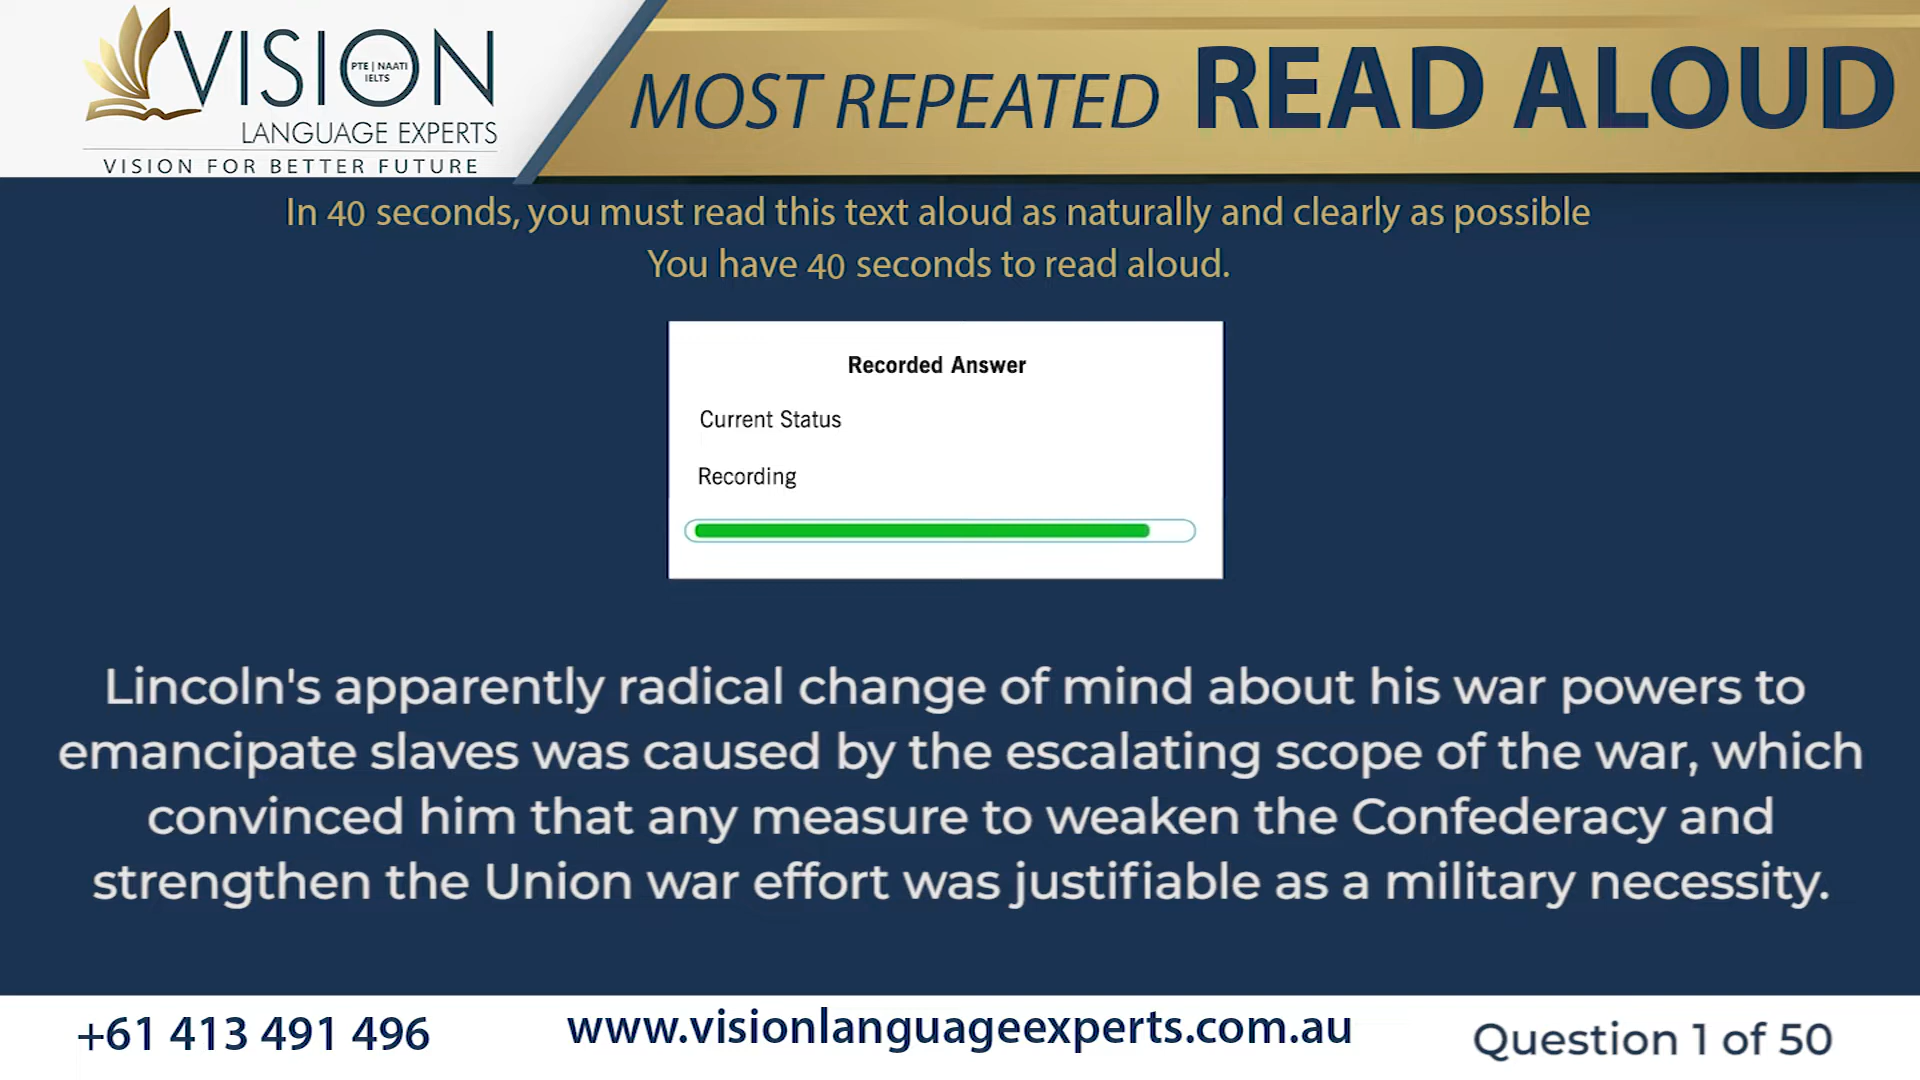 VISION
PTE | NAATI
IELTS
LANGUAGE EXPERTS
VISION FOR BETTER FUTURE
MOST REPEATED READ ALOUD
In 40 seconds, you must read this text aloud as naturally and clearly as possible
You have 40 seconds to read aloud.
Recorded Answer
Current Status
Recording
Lincoln's apparently radical change of mind about his war powers to
emancipate slaves was caused by the escalating scope of the war, which
convinced him that any measure to weaken the Confederacy and
strengthen the Union war effort was justifiable as a military necessity.
+61 413 491 496
www.visionlanguageexperts.com.au
Question 1 of 50